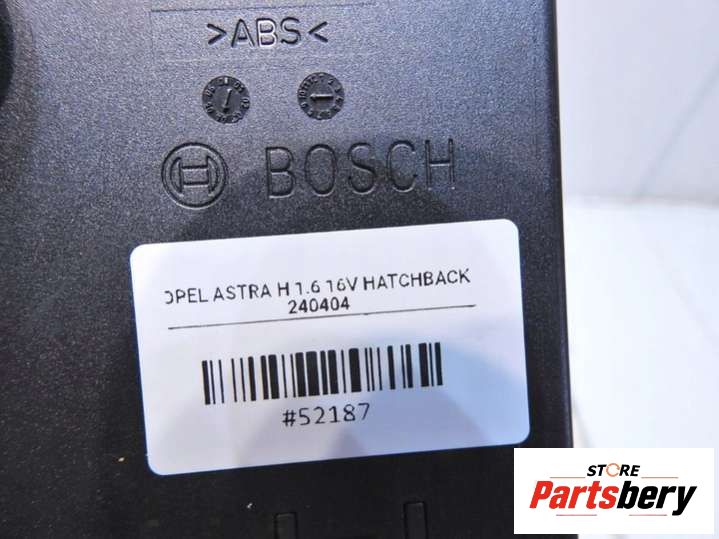 >ABS<
BOSCH
OPEL ASTRA H 1.6 16V HATCHBACK
240404
#52187
STORE
Partsbery